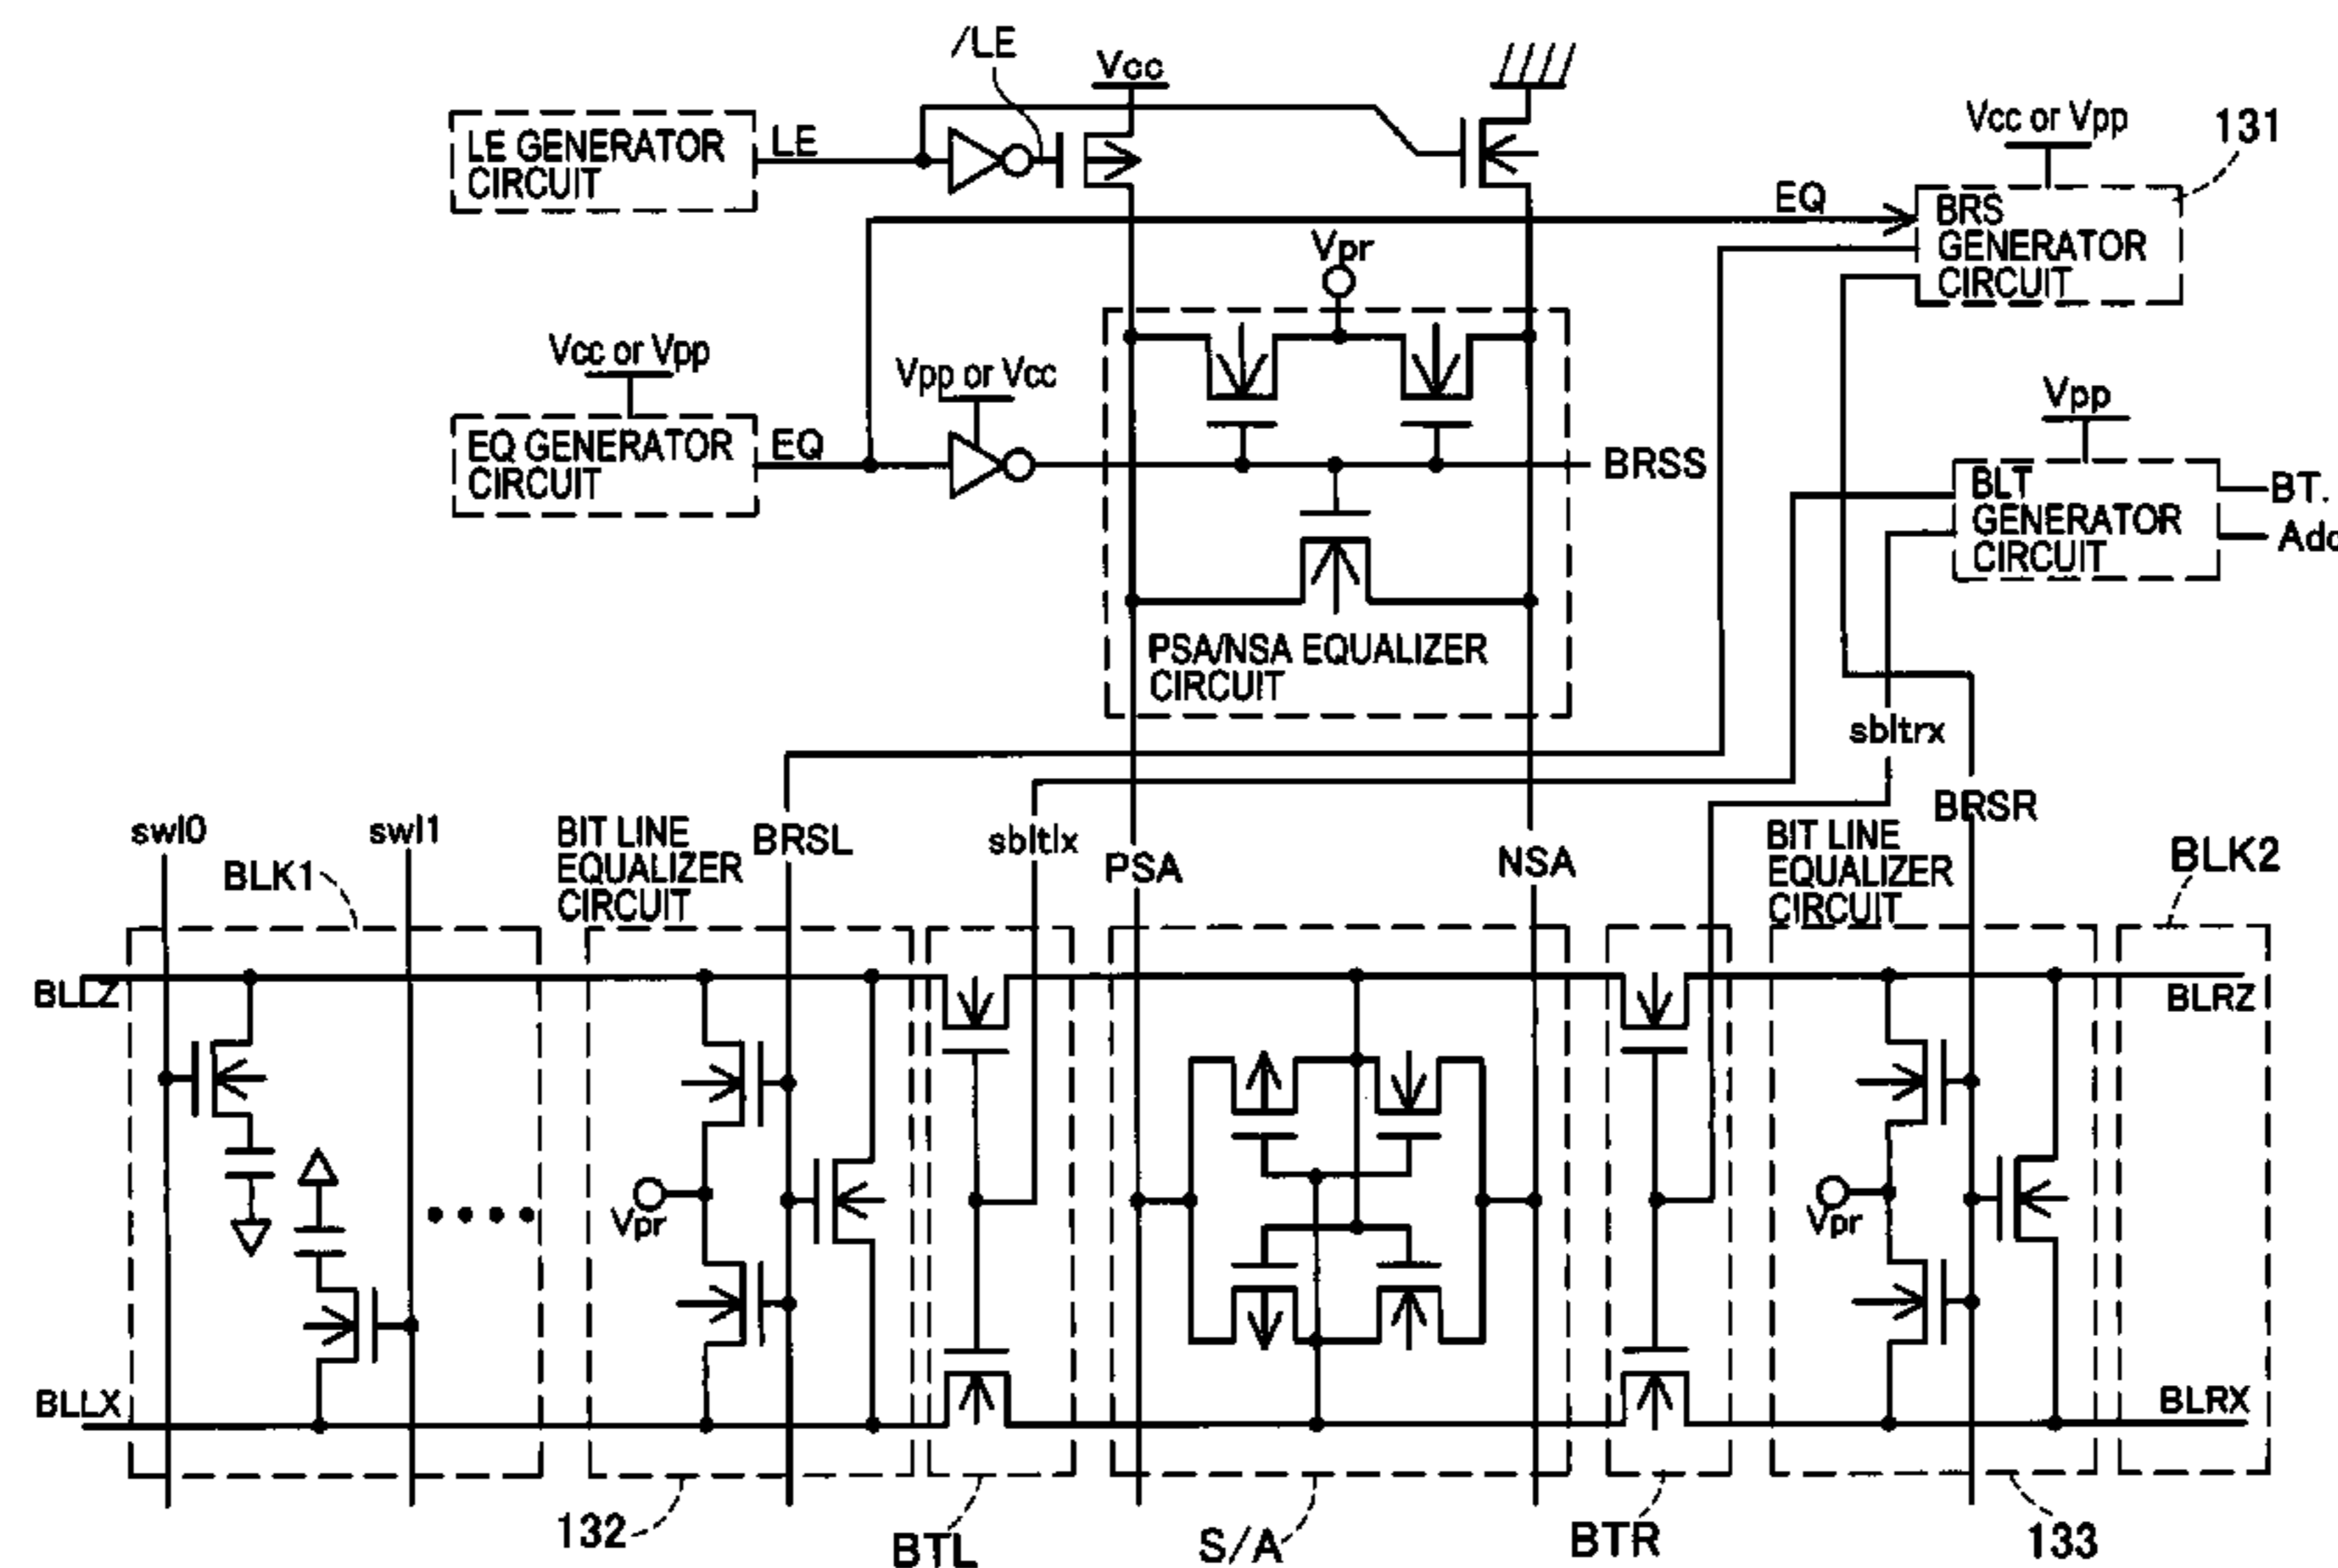 /LE
Vcc
Vcc or Vpp
131
LE GENERATOR
CIRCUIT
LE
EQ
BRS
GENERATOR
CIRCUIT
Vpr
Vcc or Vpp
Vpp or Vcc
Vpp
EQ GENERATOR
CIRCUIT
EQ
BRSS
BLT
GENERATOR
CIRCUIT
BT.
Add
PSA/NSA EQUALIZER
CIRCUIT
sbltrx
BRSR
swl0
swl1
BIT LINE
EQUALIZER
CIRCUIT
BRSL
sbltlx
PSA
NSA
BIT LINE
EQUALIZER
CIRCUIT
BLK1
BLK2
BLLZ
BLRZ
Vpr
Vpr
BLLX
BLRX
132
BTL
S/A
BTR
133